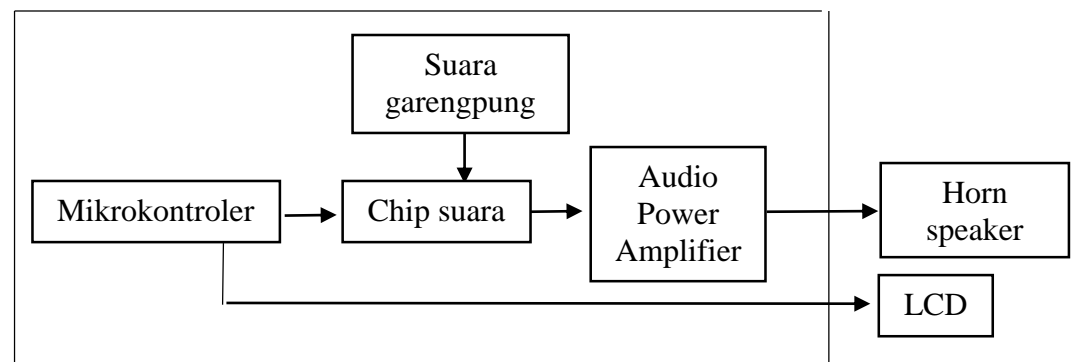 Suara
garengpung
Mikrokontroler
Chip suara
Audio
Power
Amplifier
Horn
speaker
LCD